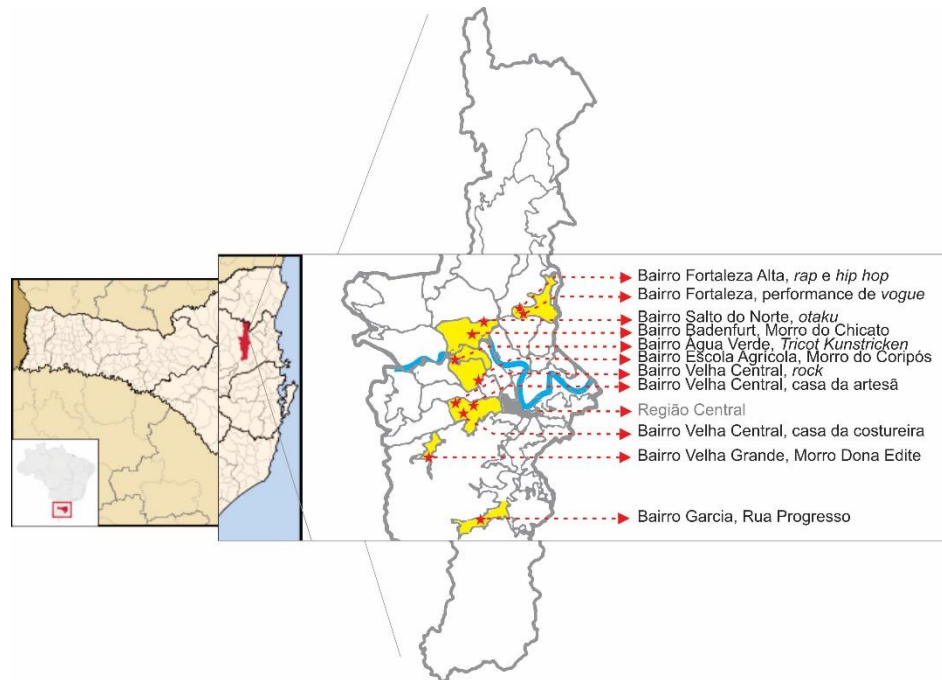 Bairro Fortaleza Alta, rap e hip hop
Bairro Fortaleza, performance de vogue
Bairro Salto do Norte, otaku
Bairro Badenfurt, Morro do Chicato
Bairro Água Verde, Tricot Kunstricken
Bairro Escola Agrícola, Morro do Coripós
Bairro Velha Central, rock
Bairro Velha Central, casa da artesã
Região Central
Bairro Velha Central, casa da costureira
Bairro Velha Grande, Morro Dona Edite
Bairro Garcia, Rua Progresso